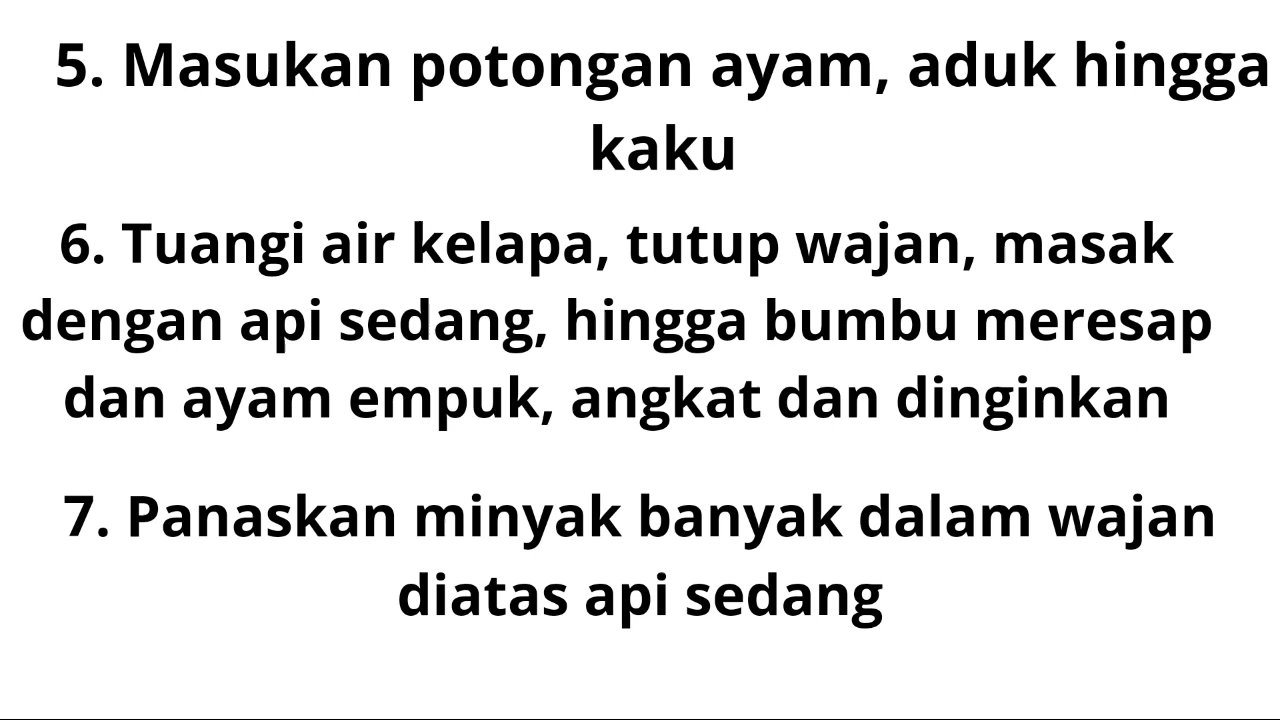 5. Masukan potongan ayam, aduk hingga
kaku
6. Tuangi air kelapa, tutup wajan, masak
dengan api sedang, hingga bumbu meresap
dan ayam empuk, angkat dan dinginkan
7. Panaskan minyak banyak dalam wajan
diatas api sedang